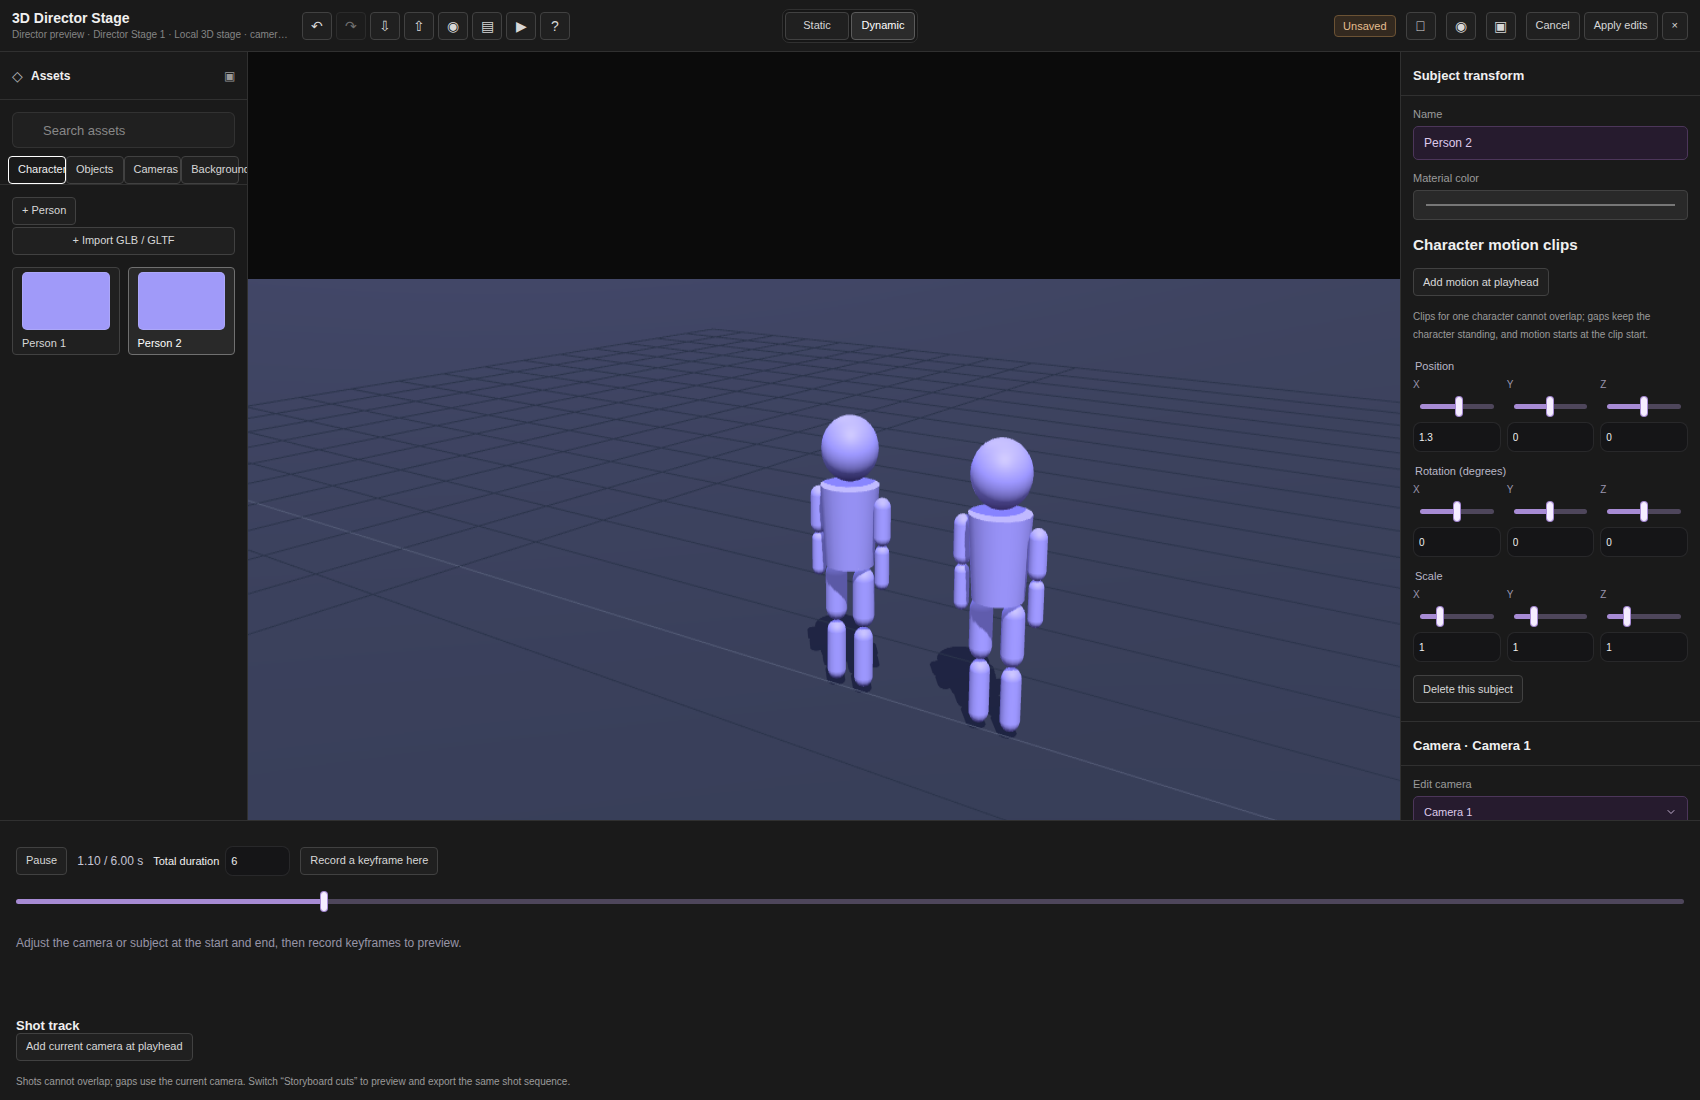 3D Director Stage
Director preview · Director Stage 1 · Local 3D stage · camer…
?
Static
Dynamic
Unsaved
Cancel
Apply edits
×
Assets
Search assets
Character
Objects
Cameras
Background
+ Person
+ Import GLB / GLTF
Person 1
Person 2
Subject transform
Name
Person 2
Material color
Character motion clips
Add motion at playhead
Clips for one character cannot overlap; gaps keep the
character standing, and motion starts at the clip start.
Position
X Y Z
1.3 0 0
Rotation (degrees)
X Y Z
0 0 0
Scale
X Y Z
1 1 1
Delete this subject
Camera · Camera 1
Edit camera
Camera 1
Pause
1.10 / 6.00 s
Total duration
6
Record a keyframe here
Adjust the camera or subject at the start and end, then record keyframes to preview.
Shot track
Add current camera at playhead
Shots cannot overlap; gaps use the current camera. Switch “Storyboard cuts” to preview and export the same shot sequence.